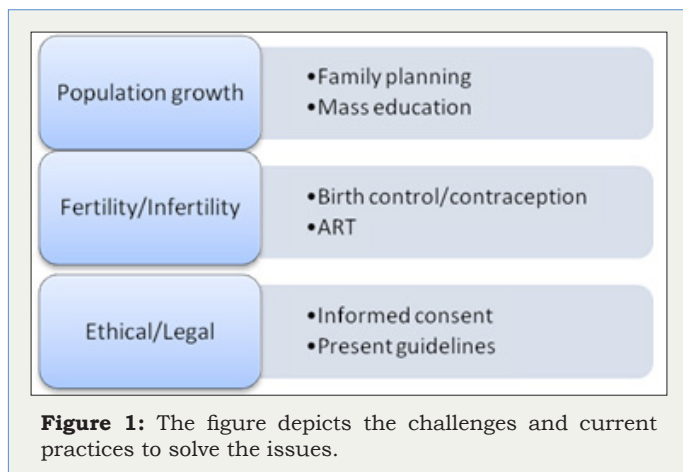 Population growth
•Family planning
•Mass education
Fertility/Infertility
•Birth control/contraception
•ART
Ethical/Legal
•Informed consent
•Present guidelines
Figure 1: The figure depicts the challenges and current
practices to solve the issues.